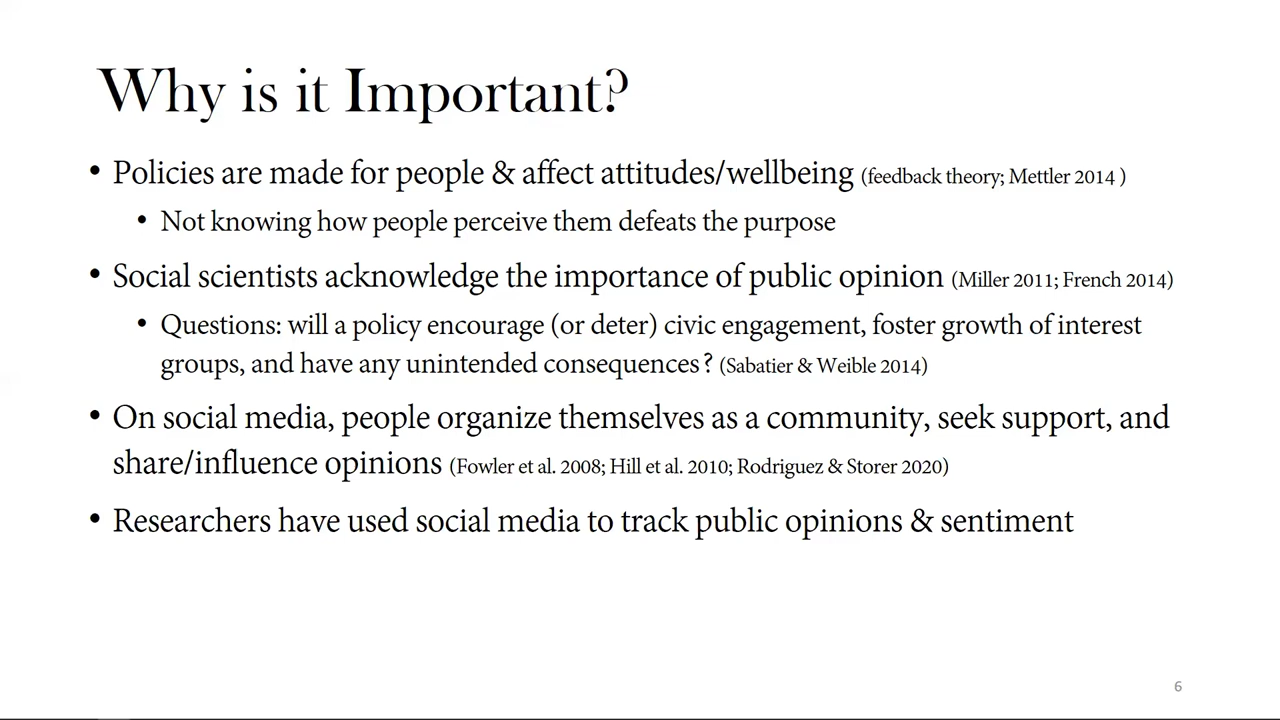 Why is it Important?
• Policies are made for people & affect attitudes/wellbeing (feedback theory; Mettler 2014 )
• Not knowing how people perceive them defeats the purpose
• Social scientists acknowledge the importance of public opinion (Miller 2011; French 2014)
• Questions: will a policy encourage (or deter) civic engagement, foster growth of interest
groups, and have any unintended consequences? (Sabatier & Weible 2014)
• On social media, people organize themselves as a community, seek support, and
share/influence opinions (Fowler et al. 2008; Hill et al. 2010; Rodriguez & Storer 2020)
• Researchers have used social media to track public opinions & sentiment
6